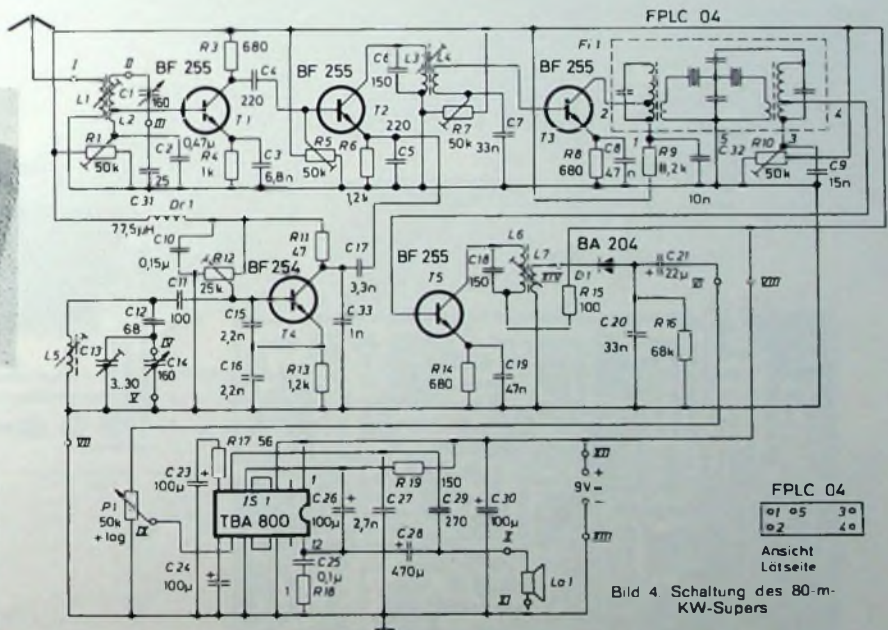 FPLC 04
R3
680
C4
BF 255
220
I
II
L1
C1
160
L2
III
T1
R1
50k
0,47µ
C2
R4
1k
C3
6,8n
25
C31
BF 255
C6
150
L3
L4
T2
220
R5
50k
R6
C5
1,2k
R7
50k
C7
33n
BF 255
T3
Fi 1
2
4
1
5
3
R8
680
C8
47n
R9
8,2k
C32
10n
R10
50k
C9
15n
Dr 1
77,5µH
C10
0,15µ
R12
25k
R11
47
C17
3,3n
BF 254
T4
C11
100
C12
68
C15
2,2n
C16
2,2n
R13
1,2k
C33
1n
L5
C13
3..30
IV
C14
160
V
BF 255
T5
C18
150
L6
L7
XIV
R14
680
C19
47n
BA 204
D1
R15
100
C21
+ 22µ
VI
VIII
C20
33n
R16
68k
VII
P1
50k
+ log
IX
C23
100µ
+
R17
56
IS 1
TBA 800
1
12
C24
100µ
+
C25
0,1µ
R18
1
C26
100µ
+
2,7n
C27
R19
150
C29
270
C30
100µ
+
C28
+
470µ
X
XI
La 1
XII
+
9V=
-
XIII
FPLC 04
1 5 3
2 4
Ansicht
Lötseite
Bild 4. Schaltung des 80-m-
KW-Supers